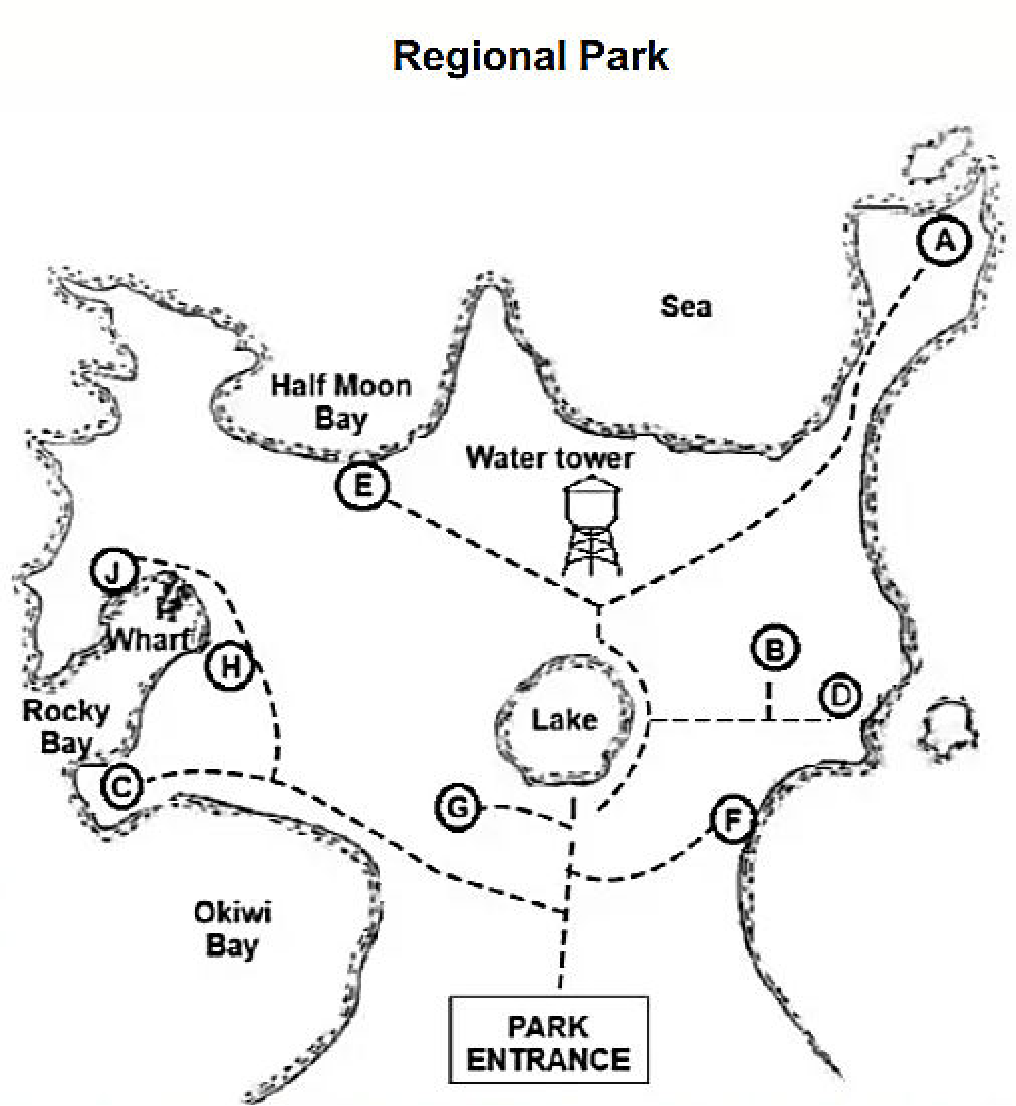 Regional Park
A
Sea
Half Moon
Bay
Water tower
E
J
Wharf
H
B
D
Rocky
Bay
Lake
C
G
F
Okiwi
Bay
PARK
ENTRANCE